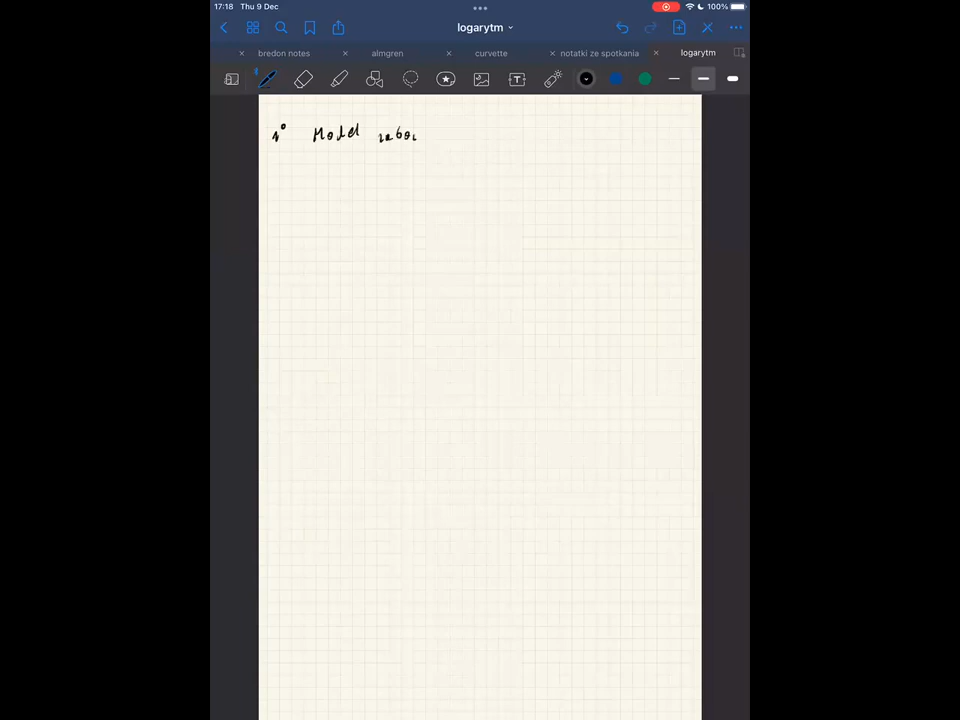 17:18 Thu 9 Dec 100%
logarytm
bredon notes almgren curvette notatki ze spotkania logarytm
1° Model